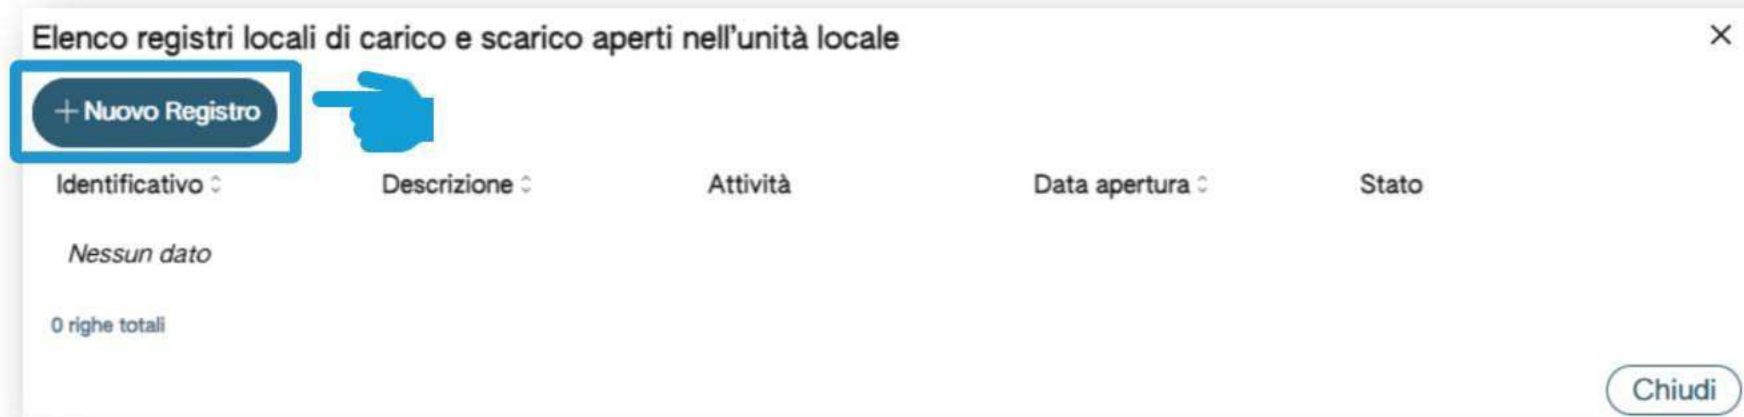 Elenco registri locali di carico e scarico aperti nell'unità locale
+ Nuovo Registro
Identificativo Descrizione Attività Data apertura Stato
Nessun dato
0 righe totali
Chiudi